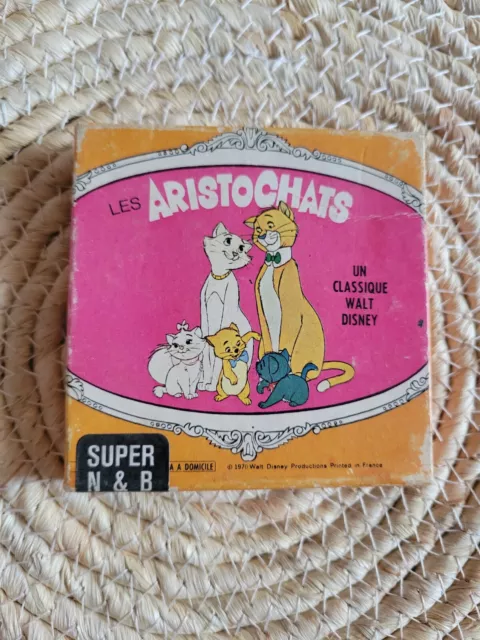 LES ARISTOCHATS
UN
CLASSIQUE
WALT
DISNEY
SUPER
N & B
A A DOMICILE
© 1970 Walt Disney Productions Printed in France